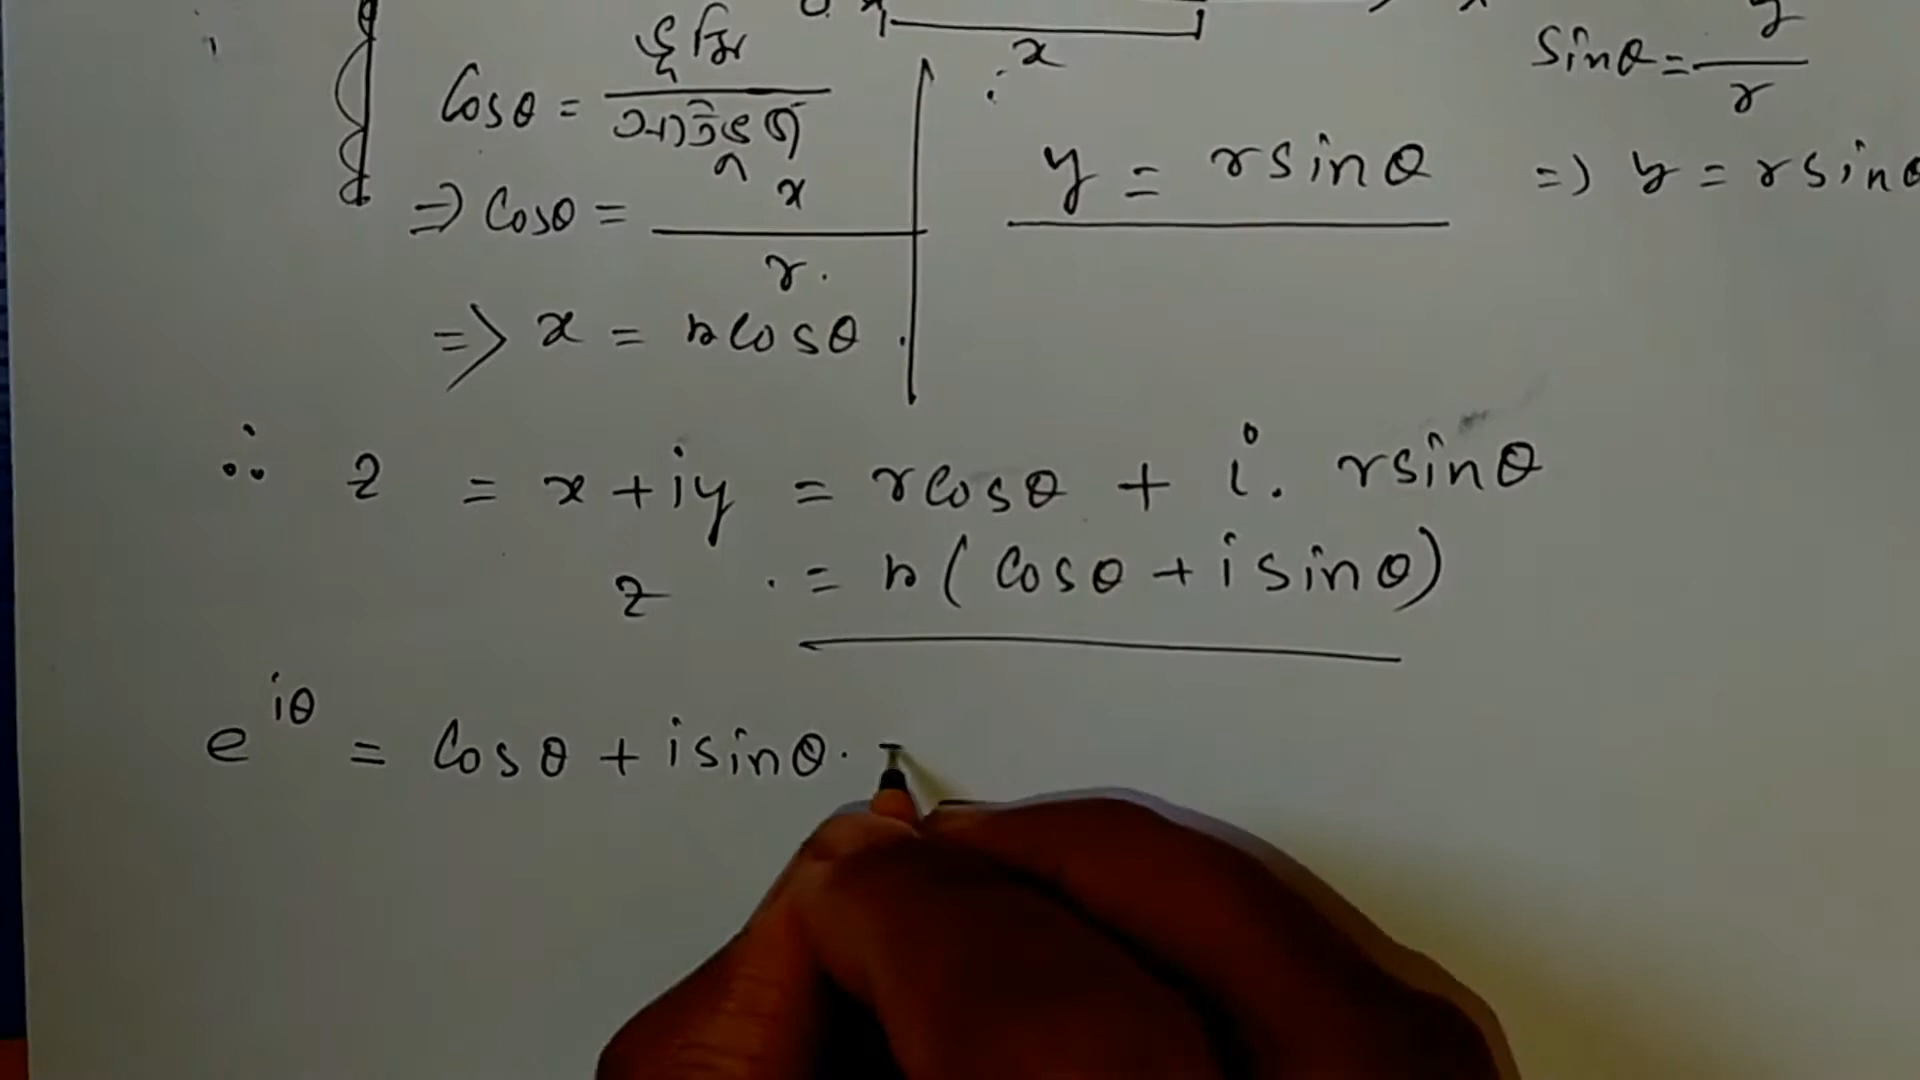 x
Cosθ = ভূমি / অতিভুজ
⇒ Cosθ = x / r.
⇒ x = rcosθ.
y = rsinθ
Sinθ = y / r
=) y = rsinθ
∴ z = x + iy = rcosθ + i. rsinθ
z = r(Cosθ + isinθ)
e^{iθ} = Cosθ + isinθ.